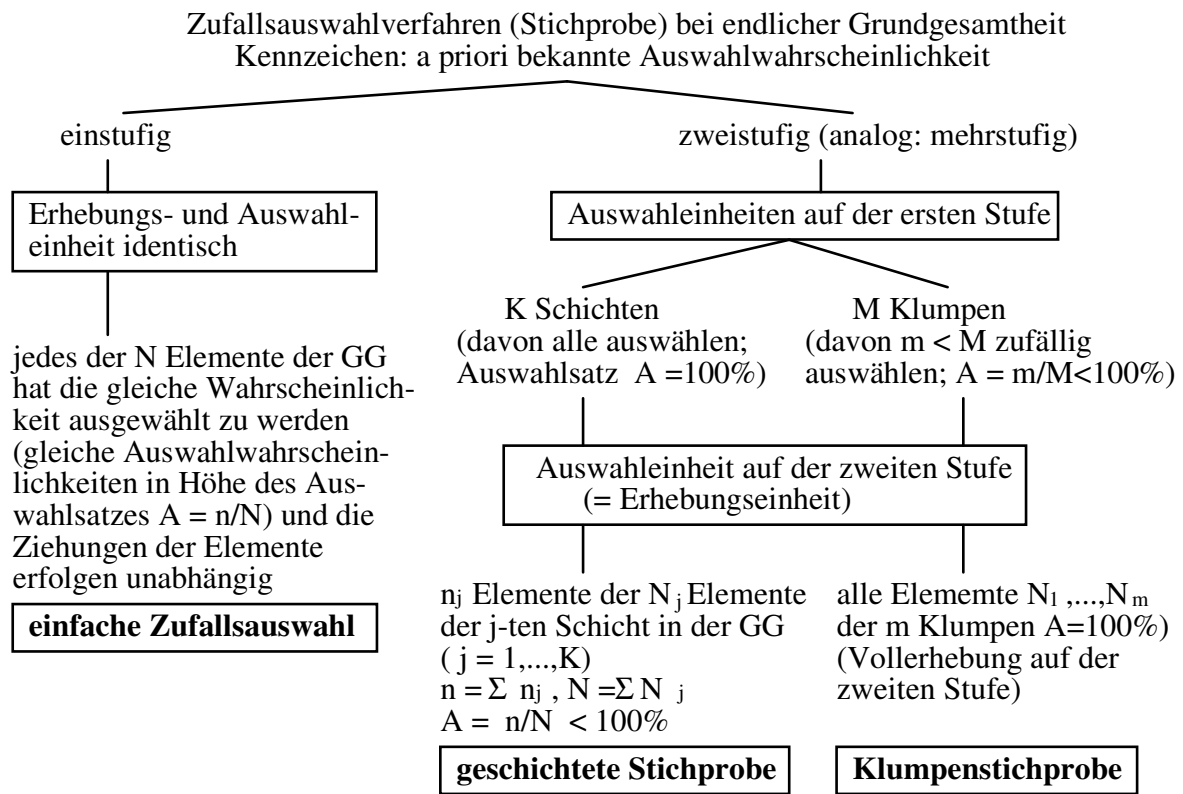 Zufallsauswahlverfahren (Stichprobe) bei endlicher Grundgesamtheit
Kennzeichen: a priori bekannte Auswahlwahrscheinlichkeit
einstufig
Erhebungs- und Auswahl-
einheit identisch
jedes der N Elemente der GG
hat die gleiche Wahrscheinlich-
keit ausgewählt zu werden
(gleiche Auswahlwahrschein-
lichkeiten in Höhe des Aus-
wahlsatzes A = n/N) und die
Ziehungen der Elemente
erfolgen unabhängig
einfache Zufallsauswahl
zweistufig (analog: mehrstufig)
Auswahleinheiten auf der ersten Stufe
K Schichten
(davon alle auswählen;
Auswahlsatz A =100%)
M Klumpen
(davon m < M zufällig
auswählen; A = m/M<100%)
Auswahleinheit auf der zweiten Stufe
(= Erhebungseinheit)
nj Elemente der N j Elemente
der j-ten Schicht in der GG
( j = 1,...,K)
n = Σ nj , N =Σ N j
A = n/N < 100%
geschichtete Stichprobe
alle Elememte N1 ,...,Nm
der m Klumpen A=100%)
(Vollerhebung auf der
zweiten Stufe)
Klumpenstichprobe